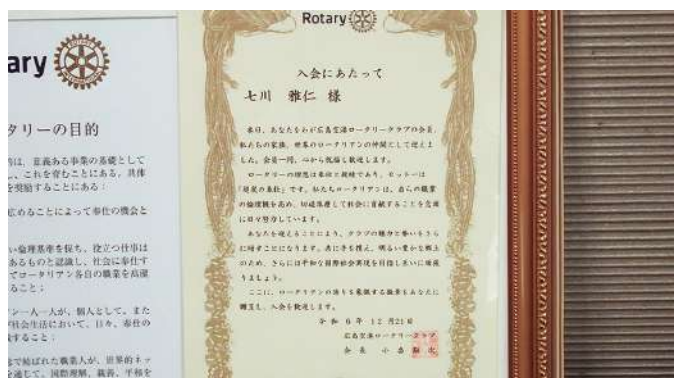 ary
タリーの目的
は、意義ある事業の基礎として
し、これを育むことにある。具体
を奨励することにある：
広めることによって奉仕の機会と
い倫理基準を保ち、役立つ仕事は
あるものと認識し、社会に奉仕す
てロータリアン各自の職業を高潔
ること；
ン一人一人が、個人として、また
社会生活において、日々、奉仕の
すること；
で結ばれた職業人が、世界的ネッ
を通じて、国際理解、親善、平和を
Rotary
入会にあたって
七川 雅仁 様
本日、あなたをわが広島空港ロータリークラブの会員、
私たちの家族、世界のロータリアンの仲間として迎えま
した。会員一同、心から祝福し歓迎します。
ロータリーの理想は奉仕と親睦であり、モットーは
「超我の奉仕」です。私たちロータリアンは、自らの職業
の倫理観を高め、切磋琢磨して社会に貢献することを念頭
に日々努力しています。
あなたを迎えることにより、クラブの魅力と勢いをさら
に増すことになります。共に手を携え、明るい豊かな郷土
のため、さらには平和な国際社会実現を目指し大いに頑張
りましょう。
ここに、ロータリアンの誇りを象徴する徽章をあなたに
贈呈し、入会を歓迎します。
令和 6年 12月21日
広島空港ロータリークラブ
会長 小